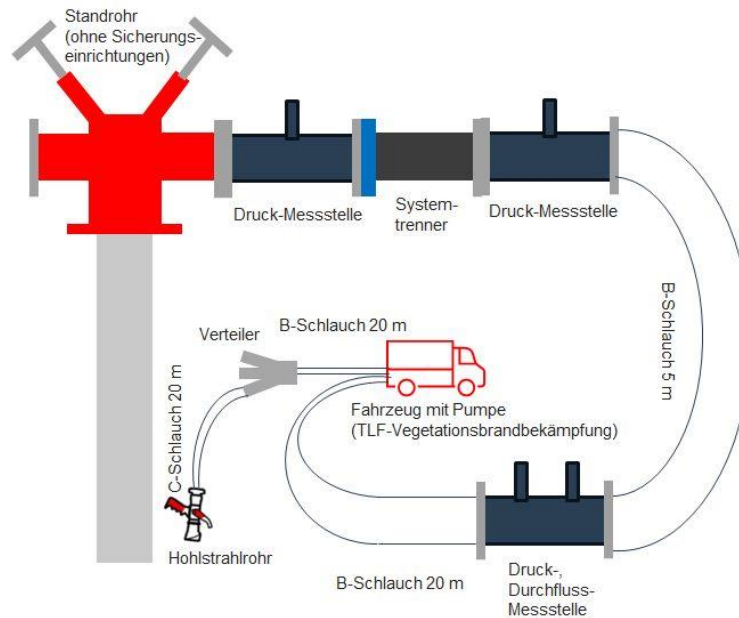 Standrohr
(ohne Sicherungs-
einrichtungen)
Druck-Messstelle
System-
trenner
Druck-Messstelle
B-Schlauch 5 m
B-Schlauch 20 m
Verteiler
C-Schlauch 20 m
Fahrzeug mit Pumpe
(TLF-Vegetationsbrandbekämpfung)
Hohlstrahlrohr
B-Schlauch 20 m
Druck-,
Durchfluss-
Messstelle